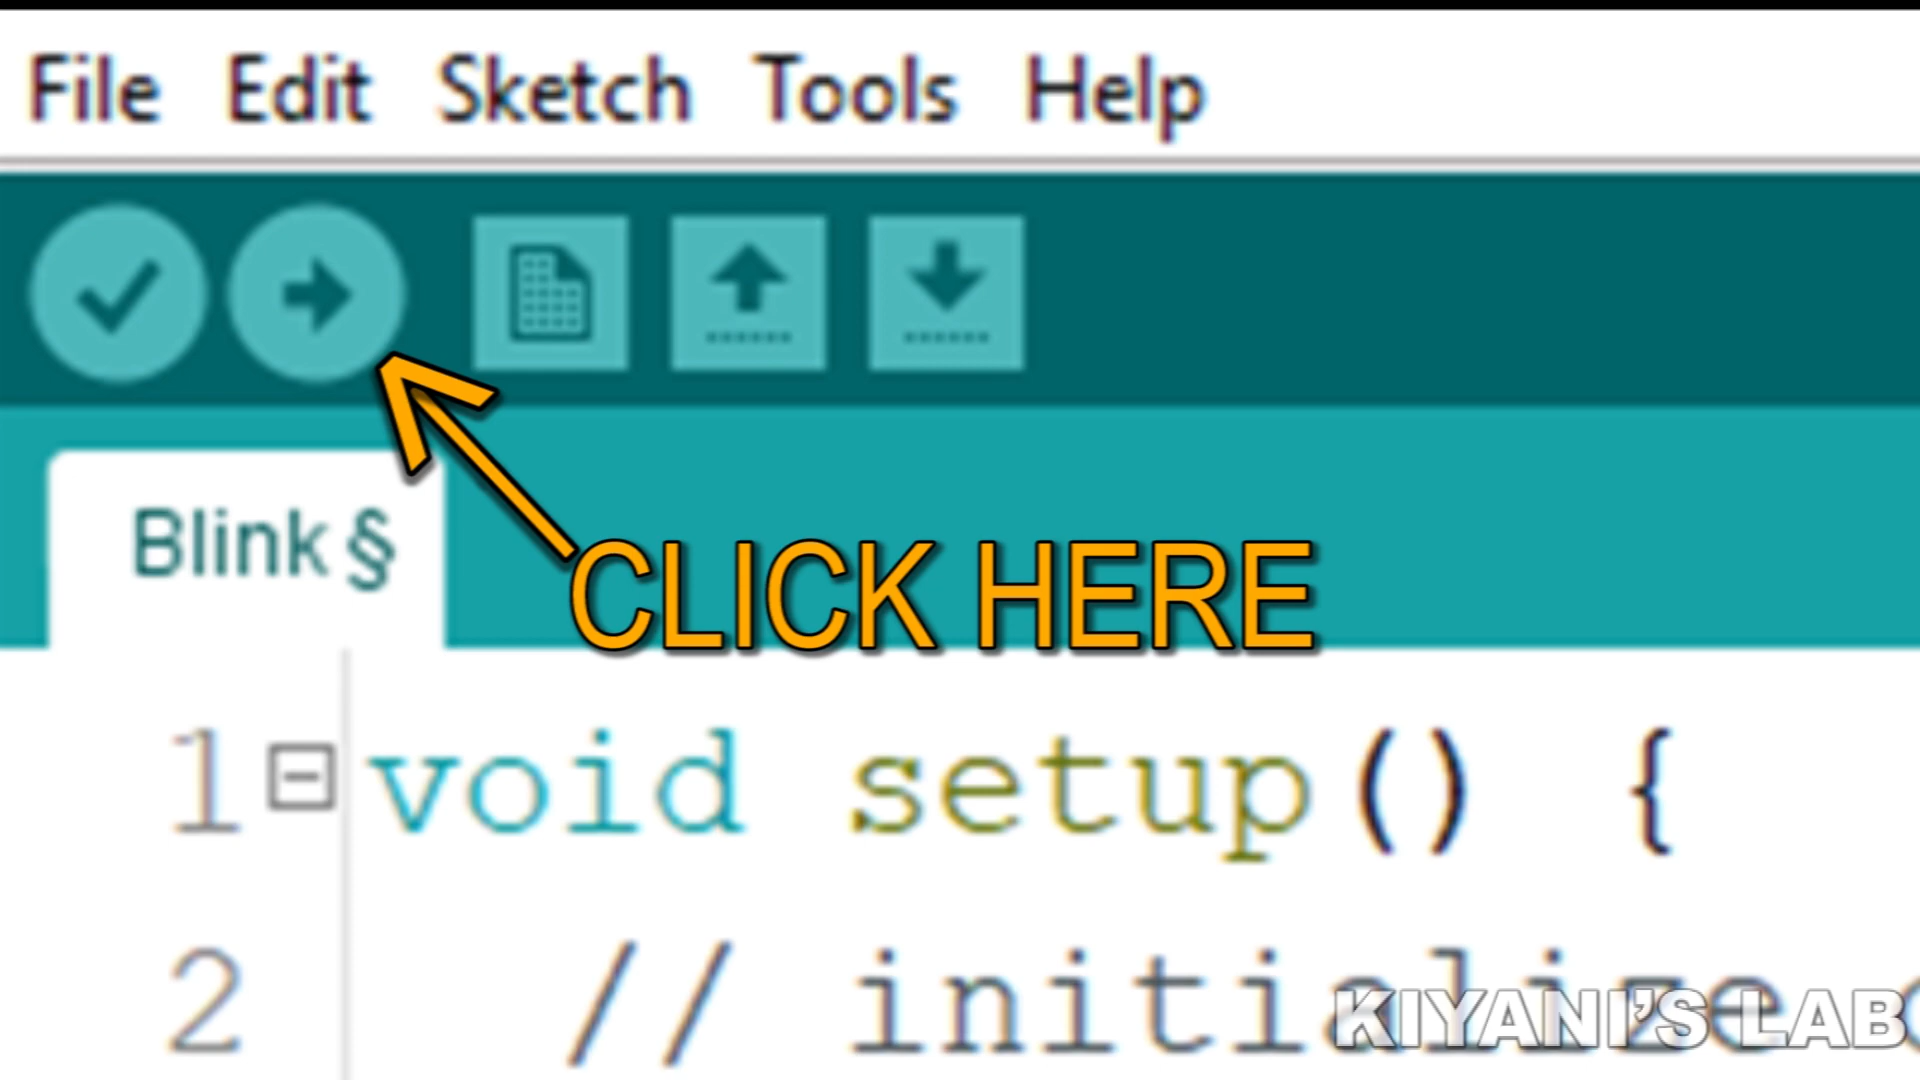 File Edit Sketch Tools Help
Blink §
CLICK HERE
1 void setup() {
2 // initialize
KIYANI'S LAB